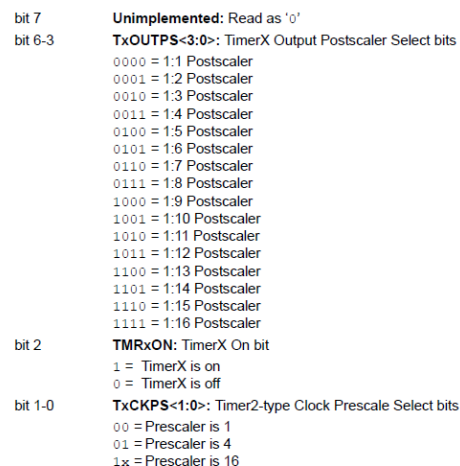 bit 7 Unimplemented: Read as '0'
bit 6-3 TxOUTPS<3:0>: TimerX Output Postscaler Select bits
0000 = 1:1 Postscaler
0001 = 1:2 Postscaler
0010 = 1:3 Postscaler
0011 = 1:4 Postscaler
0100 = 1:5 Postscaler
0101 = 1:6 Postscaler
0110 = 1:7 Postscaler
0111 = 1:8 Postscaler
1000 = 1:9 Postscaler
1001 = 1:10 Postscaler
1010 = 1:11 Postscaler
1011 = 1:12 Postscaler
1100 = 1:13 Postscaler
1101 = 1:14 Postscaler
1110 = 1:15 Postscaler
1111 = 1:16 Postscaler
bit 2 TMRxON: TimerX On bit
1 = TimerX is on
0 = TimerX is off
bit 1-0 TxCKPS<1:0>: Timer2-type Clock Prescale Select bits
00 = Prescaler is 1
01 = Prescaler is 4
1x = Prescaler is 16